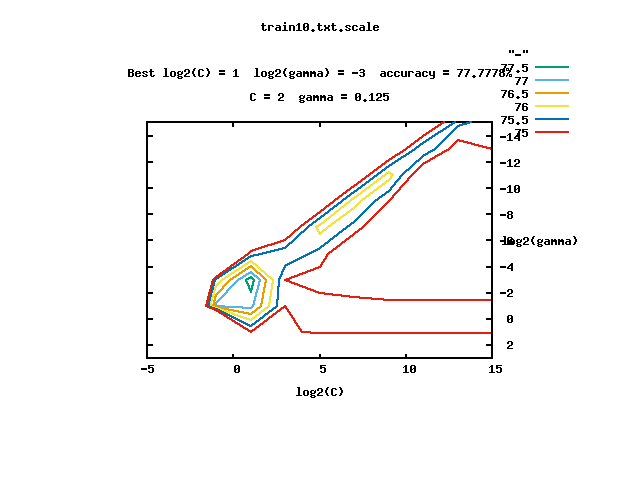 train10.txt.scale
"-"
Best log2(C) = 1 log2(gamma) = -3 accuracy = 77.7778%
77.5
77
76.5
76
75.5
75
C = 2 gamma = 0.125
-14
-12
-10
-8
-6
log2(gamma)
-4
-2
0
2
-5 0 5 10 15
log2(C)